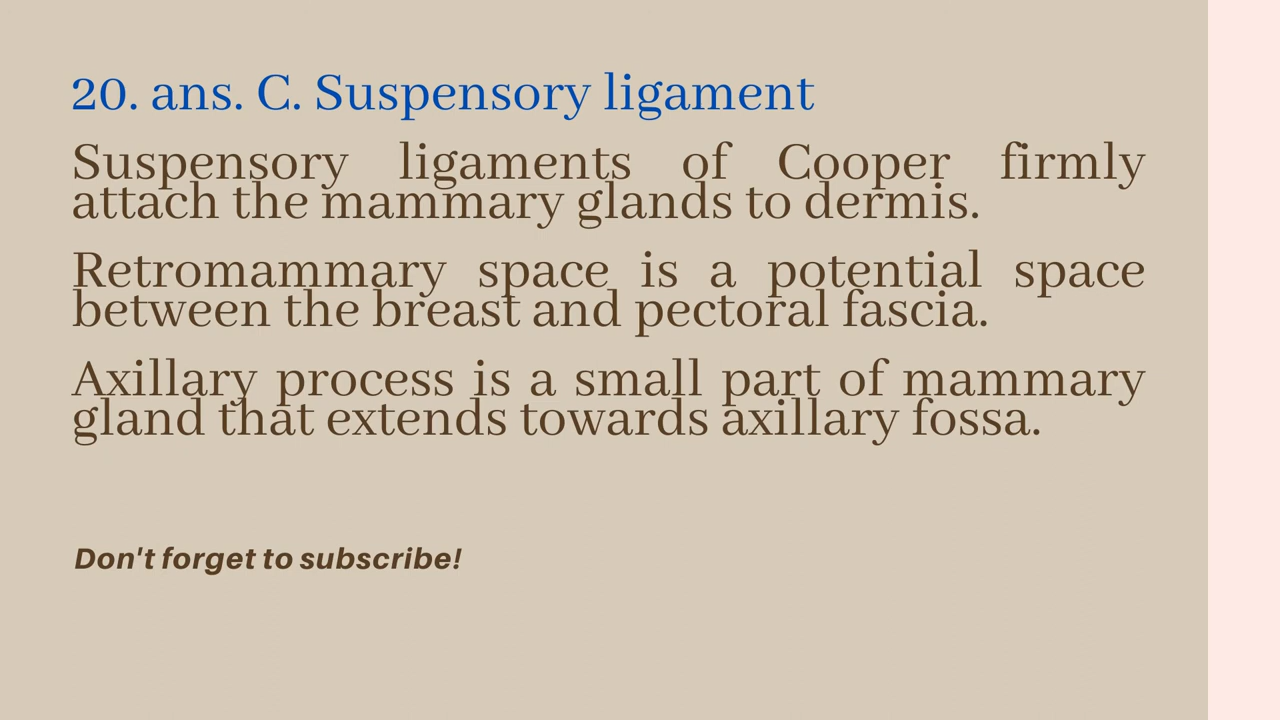 20. ans. C. Suspensory ligament
Suspensory ligaments of Cooper firmly
attach the mammary glands to dermis.
Retromammary space is a potential space
between the breast and pectoral fascia.
Axillary process is a small part of mammary
gland that extends towards axillary fossa.
Don't forget to subscribe!